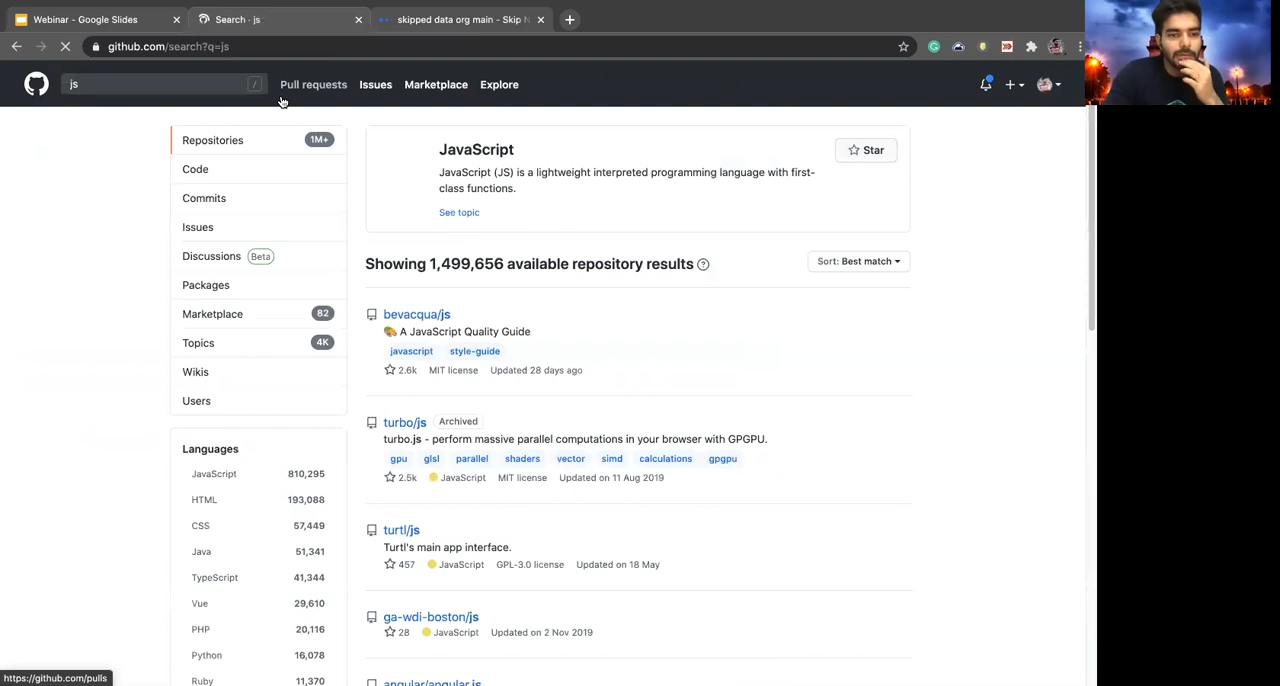 Webinar - Google Slides
Search · js
skipped data org main - Skip N
github.com/search?q=js
js
/
Pull requests
Issues
Marketplace
Explore
Repositories 1M+
Code
Commits
Issues
Discussions Beta
Packages
Marketplace 82
Topics 4K
Wikis
Users
Languages
JavaScript 810,295
HTML 193,088
CSS 57,449
Java 51,341
TypeScript 41,344
Vue 29,610
PHP 20,116
Python 16,078
Ruby 11,370
JavaScript
Star
JavaScript (JS) is a lightweight interpreted programming language with first-
class functions.
See topic
Showing 1,499,656 available repository results
Sort: Best match
bevacqua/js
A JavaScript Quality Guide
javascript style-guide
2.6k MIT license Updated 28 days ago
turbo/js Archived
turbo.js - perform massive parallel computations in your browser with GPGPU.
gpu glsl parallel shaders vector simd calculations gpgpu
2.5k JavaScript MIT license Updated on 11 Aug 2019
turtl/js
Turtl's main app interface.
457 JavaScript GPL-3.0 license Updated on 18 May
ga-wdi-boston/js
28 JavaScript Updated on 2 Nov 2019
angular/angular.js
https://github.com/pulls